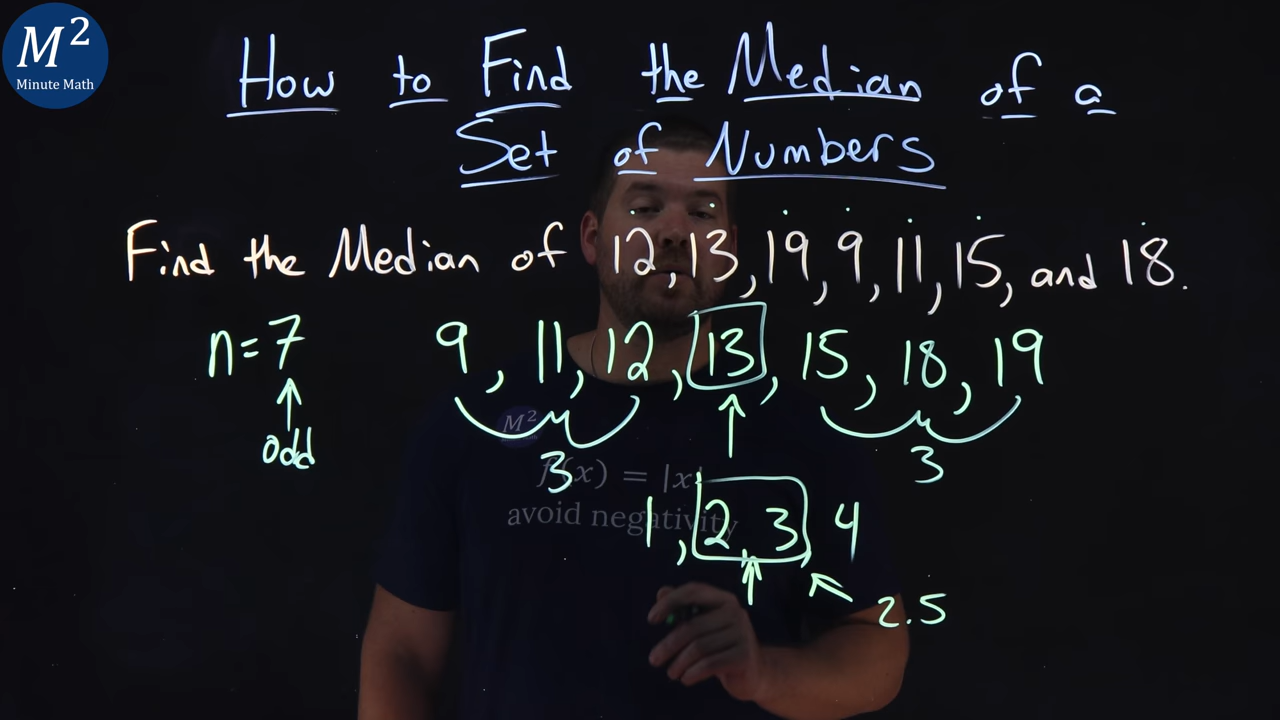 M²
Minute Math
How to Find the Median of a
Set of Numbers
Find the Median of 12, 13, 19, 9, 11, 15, and 18.
n=7
9, 11, 12, 13, 15, 18, 19
odd
M²
3
3
f(x) = |x|
1, 2, 3, 4
avoid negativity
2.5